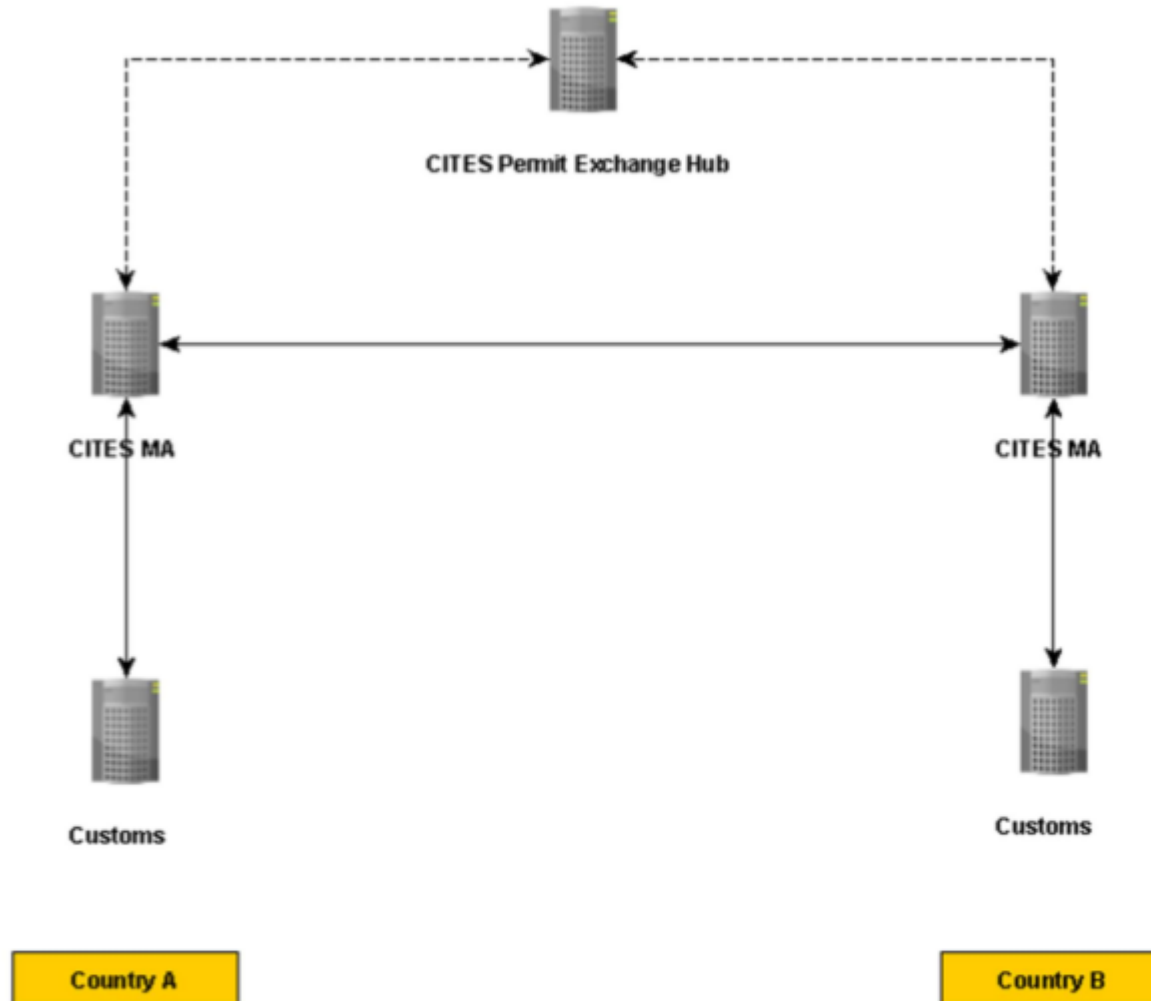 CITES Permit Exchange Hub
CITES MA
CITES MA
Customs
Customs
Country A
Country B